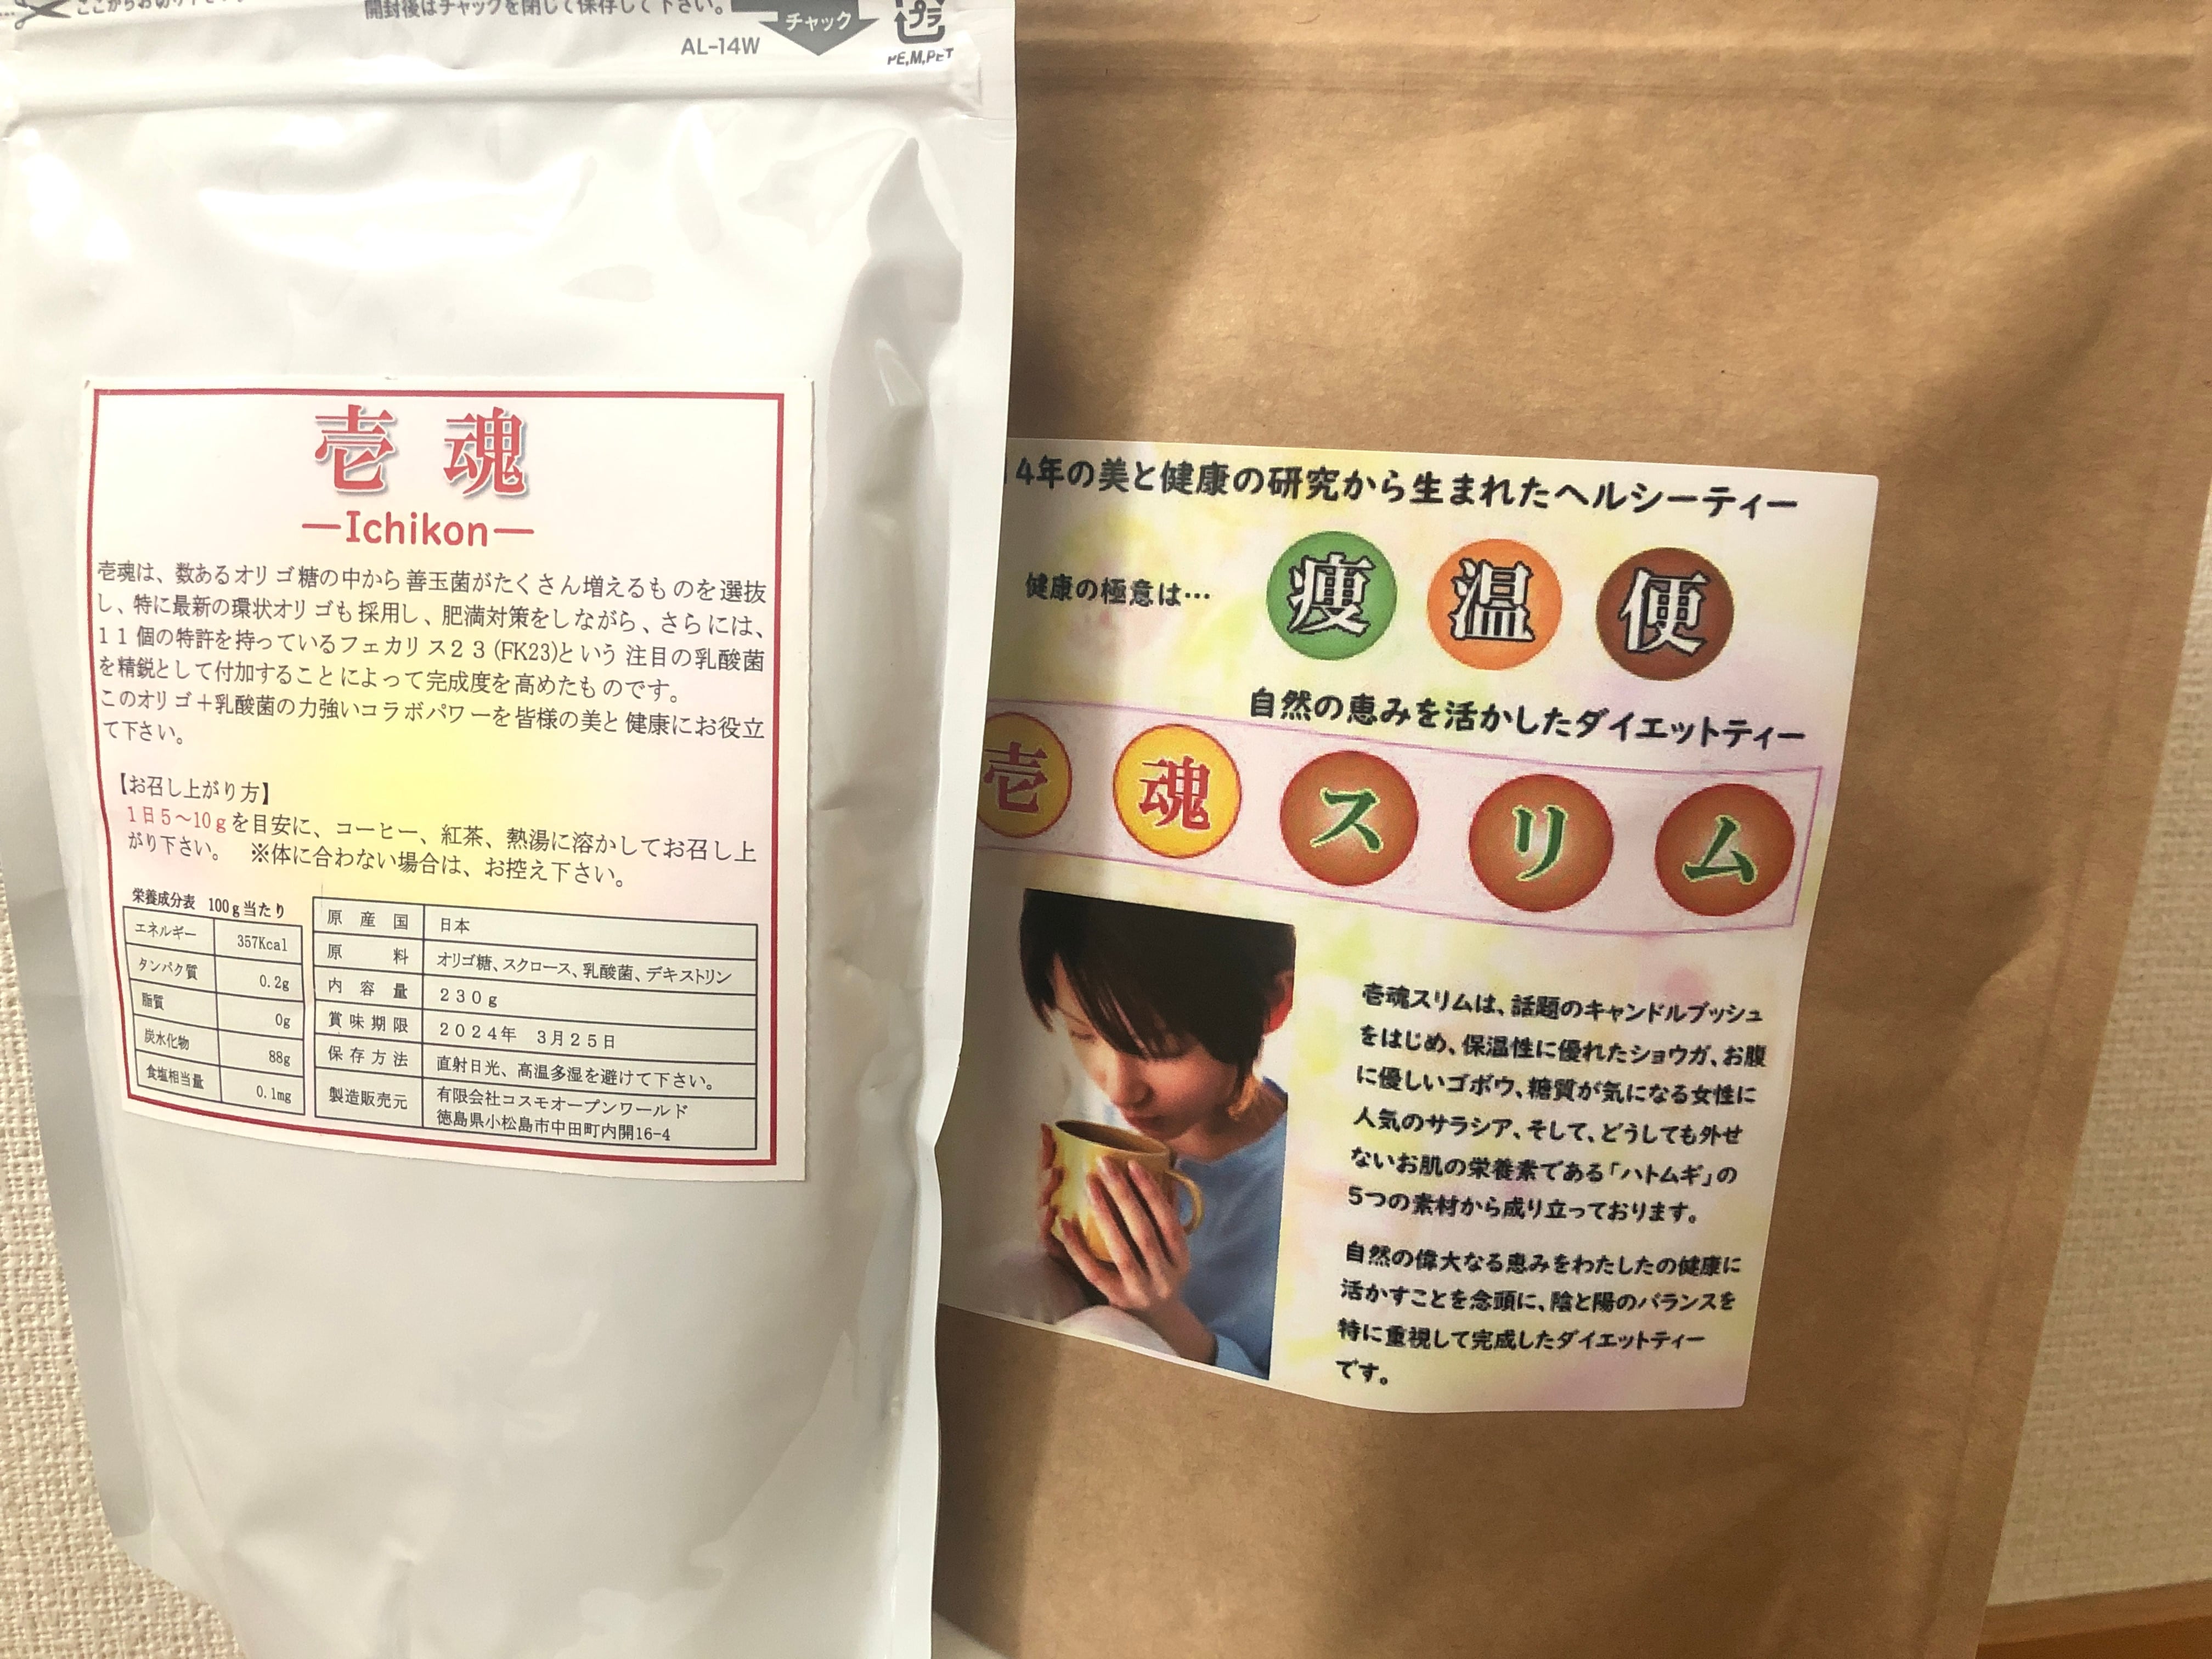 開封後はチャックを閉じて保存して下さい。
チャック
プラ
AL-14W
PE,M,PET
壱魂
―Ichikon―
壱魂は、数あるオリゴ糖の中から善玉菌がたくさん増えるものを選抜
し、特に最新の環状オリゴも採用し、肥満対策をしながら、さらには、
11個の特許を持っているフェカリス23(FK23)という注目の乳酸菌
を精鋭として付加することによって完成度を高めたものです。
このオリゴ+乳酸菌の力強いコラボパワーを皆様の美と健康にお役立
て下さい。
【お召し上がり方】
1日5～10gを目安に、コーヒー、紅茶、熱湯に溶かしてお召し上
がり下さい。 ※体に合わない場合は、お控え下さい。
栄養成分表 100g当たり
エネルギー 357Kcal
タンパク質 0.2g
脂質 0g
炭水化物 88g
食塩相当量 0.1mg
原産国 日本
原料 オリゴ糖、スクロース、乳酸菌、デキストリン
内容量 230g
賞味期限 2024年 3月25日
保存方法 直射日光、高温多湿を避けて下さい。
製造販売元 有限会社コスモオープンワールド
徳島県小松島市中田町内開16-4
14年の美と健康の研究から生まれたヘルシーティー
健康の極意は…
痩 温 便
自然の恵みを活かしたダイエットティー
壱魂スリム
壱魂スリムは、話題のキャンドルブッシュ
をはじめ、保温性に優れたショウガ、お腹
に優しいゴボウ、糖質が気になる女性に
人気のサラシア、そして、どうしても外せ
ないお肌の栄養素である「ハトムギ」の
5つの素材から成り立っております。
自然の偉大なる恵みをわたしたの健康に
活かすことを念頭に、陰と陽のバランスを
特に重視して完成したダイエットティー
です。